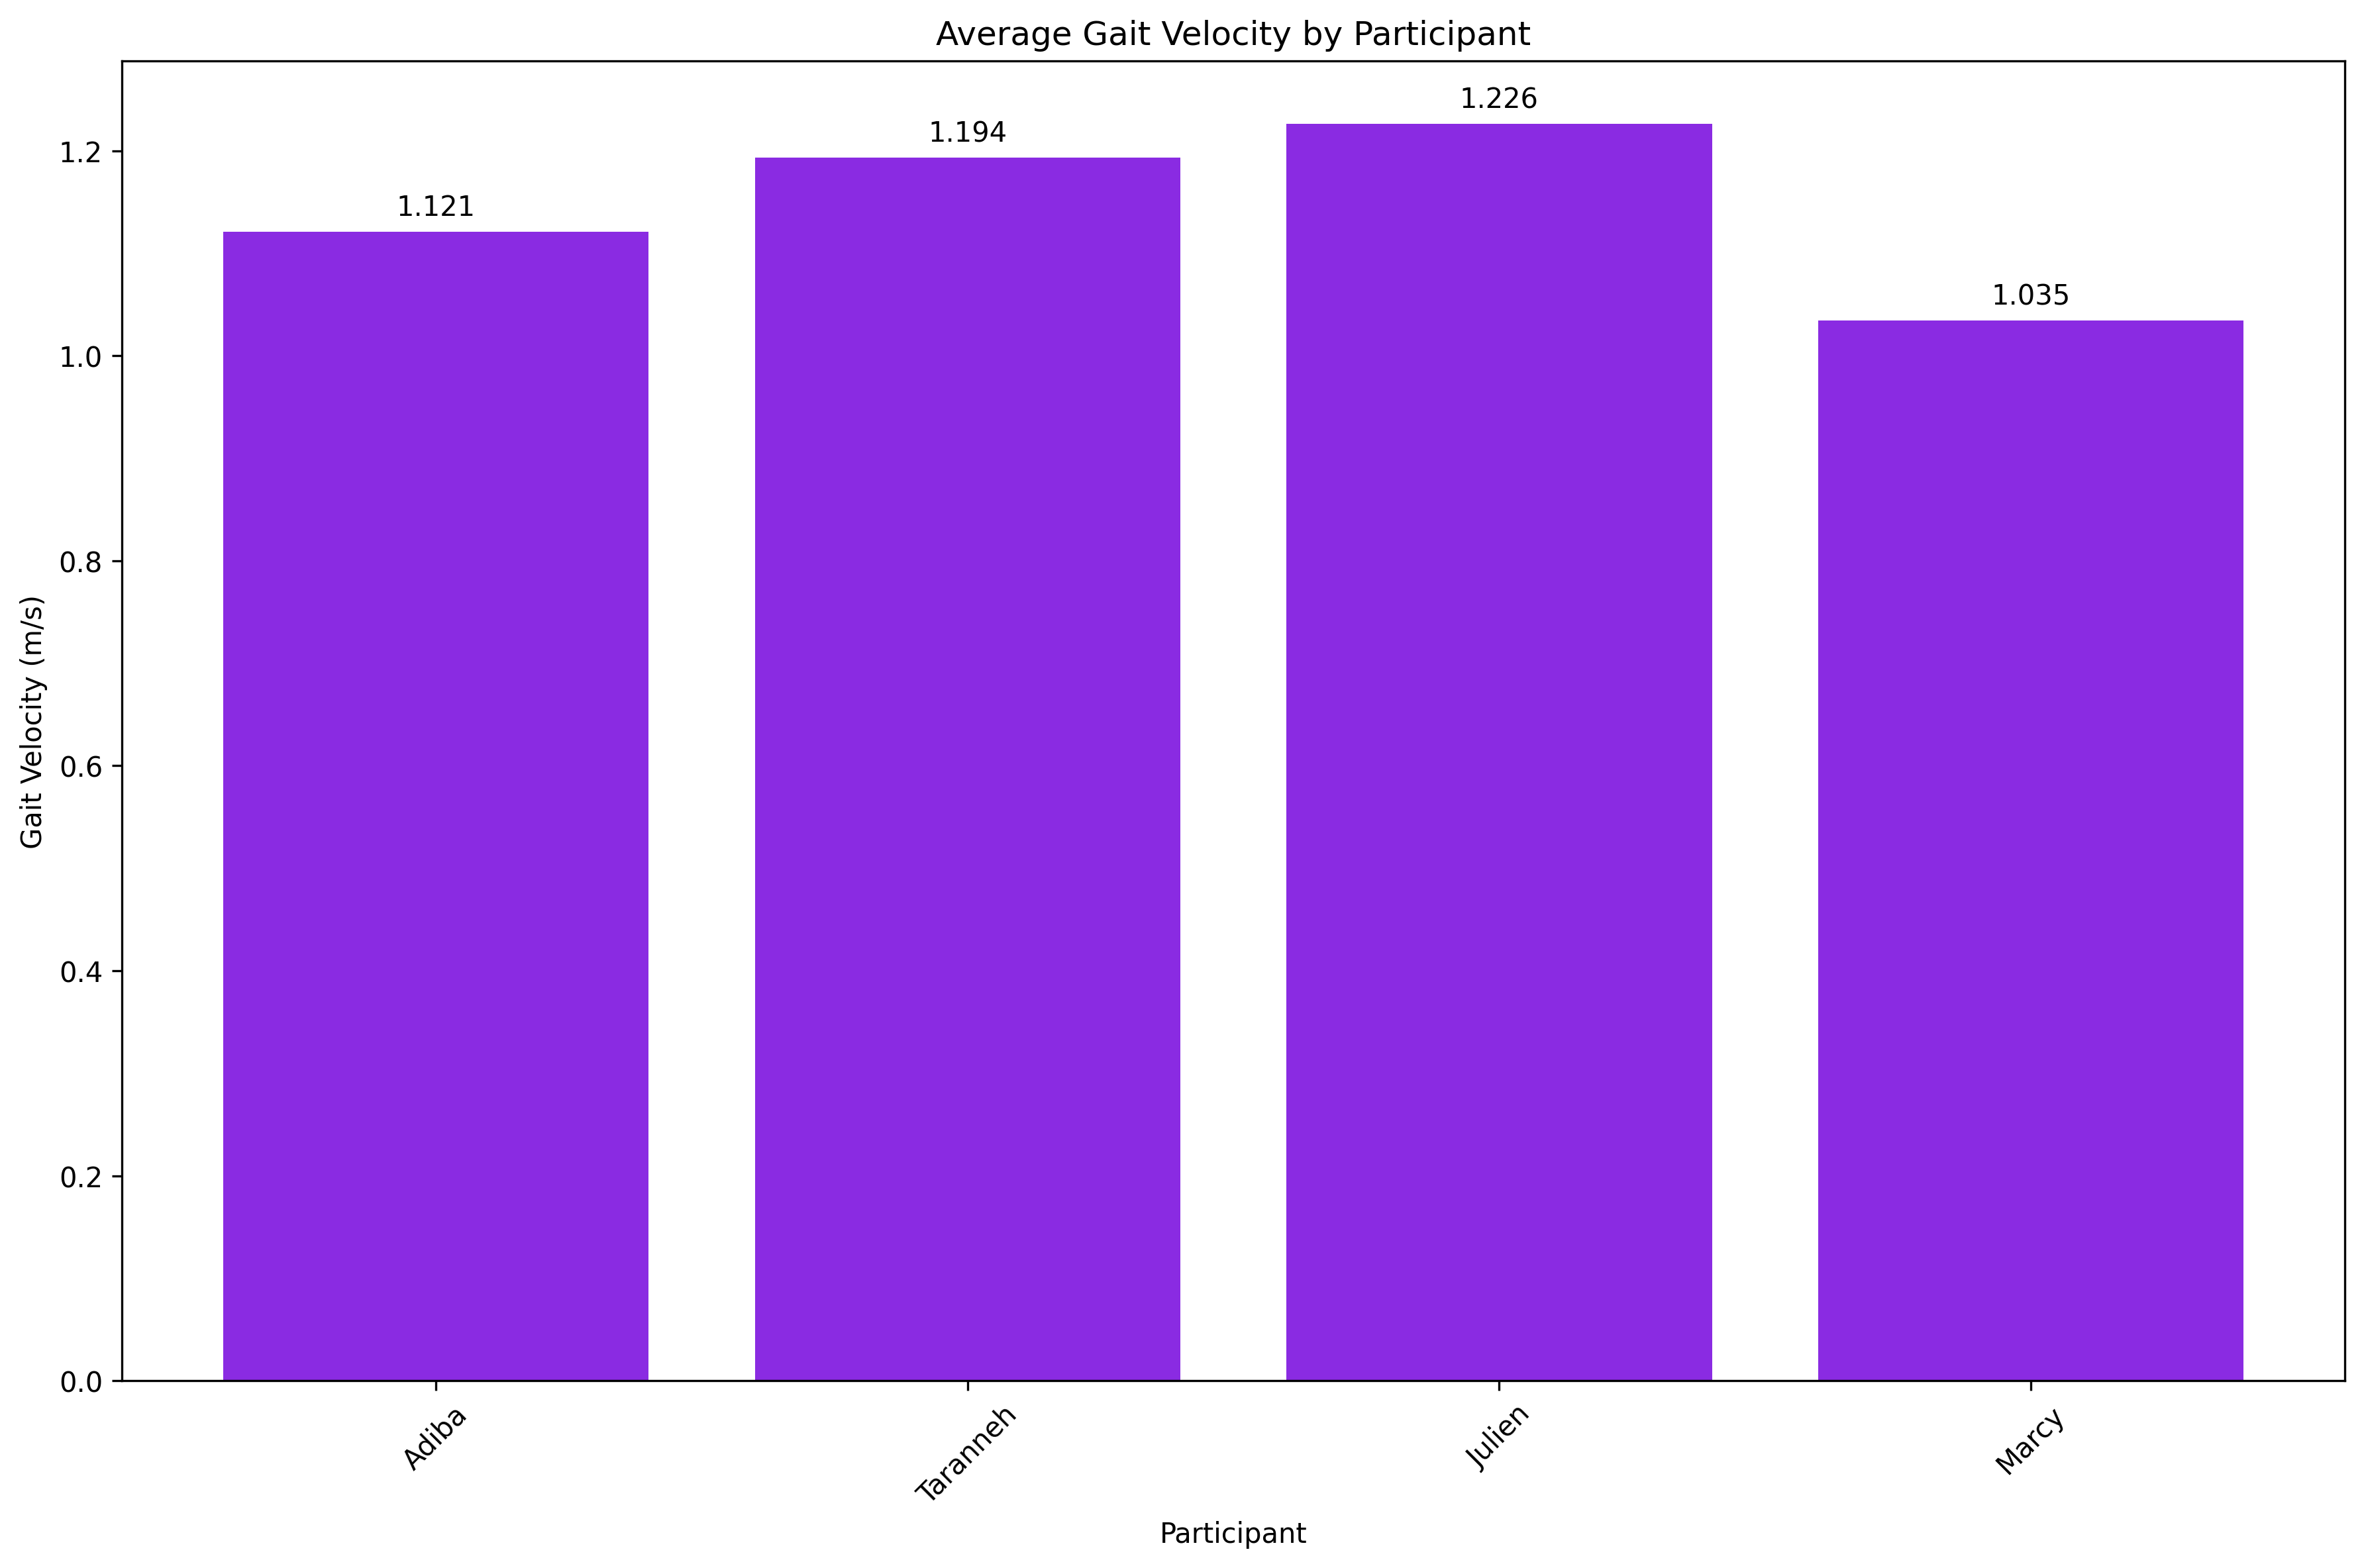 Average Gait Velocity by Participant
1.226
1.194
1.121
1.035
1.2
1.0
0.8
0.6
0.4
0.2
0.0
Gait Velocity (m/s)
Adiba
Taranneh
Julien
Marcy
Participant